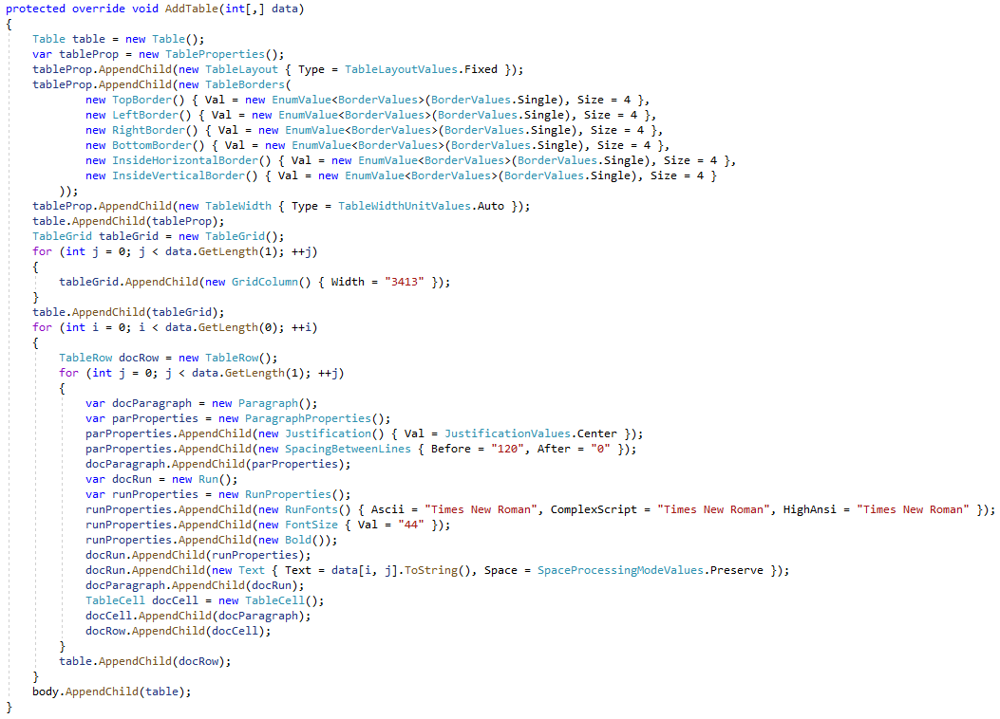 protected override void AddTable(int[,] data)
{
    Table table = new Table();
    var tableProp = new TableProperties();
    tableProp.AppendChild(new TableLayout { Type = TableLayoutValues.Fixed });
    tableProp.AppendChild(new TableBorders(
            new TopBorder() { Val = new EnumValue<BorderValues>(BorderValues.Single), Size = 4 },
            new LeftBorder() { Val = new EnumValue<BorderValues>(BorderValues.Single), Size = 4 },
            new RightBorder() { Val = new EnumValue<BorderValues>(BorderValues.Single), Size = 4 },
            new BottomBorder() { Val = new EnumValue<BorderValues>(BorderValues.Single), Size = 4 },
            new InsideHorizontalBorder() { Val = new EnumValue<BorderValues>(BorderValues.Single), Size = 4 },
            new InsideVerticalBorder() { Val = new EnumValue<BorderValues>(BorderValues.Single), Size = 4 }
        ));
    tableProp.AppendChild(new TableWidth { Type = TableWidthUnitValues.Auto });
    table.AppendChild(tableProp);
    TableGrid tableGrid = new TableGrid();
    for (int j = 0; j < data.GetLength(1); ++j)
    {
        tableGrid.AppendChild(new GridColumn() { Width = "3413" });
    }
    table.AppendChild(tableGrid);
    for (int i = 0; i < data.GetLength(0); ++i)
    {
        TableRow docRow = new TableRow();
        for (int j = 0; j < data.GetLength(1); ++j)
        {
            var docParagraph = new Paragraph();
            var parProperties = new ParagraphProperties();
            parProperties.AppendChild(new Justification() { Val = JustificationValues.Center });
            parProperties.AppendChild(new SpacingBetweenLines { Before = "120", After = "0" });
            docParagraph.AppendChild(parProperties);
            var docRun = new Run();
            var runProperties = new RunProperties();
            runProperties.AppendChild(new RunFonts() { Ascii = "Times New Roman", ComplexScript = "Times New Roman", HighAnsi = "Times New Roman" });
            runProperties.AppendChild(new FontSize { Val = "44" });
            runProperties.AppendChild(new Bold());
            docRun.AppendChild(runProperties);
            docRun.AppendChild(new Text { Text = data[i, j].ToString(), Space = SpaceProcessingModeValues.Preserve });
            docParagraph.AppendChild(docRun);
            TableCell docCell = new TableCell();
            docCell.AppendChild(docParagraph);
            docRow.AppendChild(docCell);
        }
        table.AppendChild(docRow);
    }
    body.AppendChild(table);
}